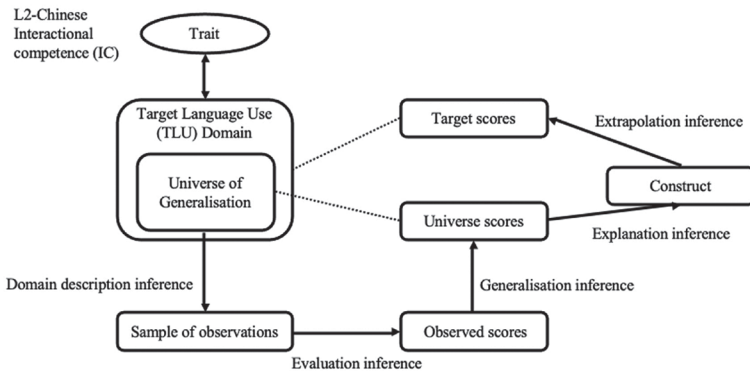 L2-Chinese
Interactional
competence (IC)
Trait
Target Language Use
(TLU) Domain
Universe of
Generalisation
Target scores
Extrapolation inference
Construct
Universe scores
Explanation inference
Domain description inference
Generalisation inference
Sample of observations
Observed scores
Evaluation inference